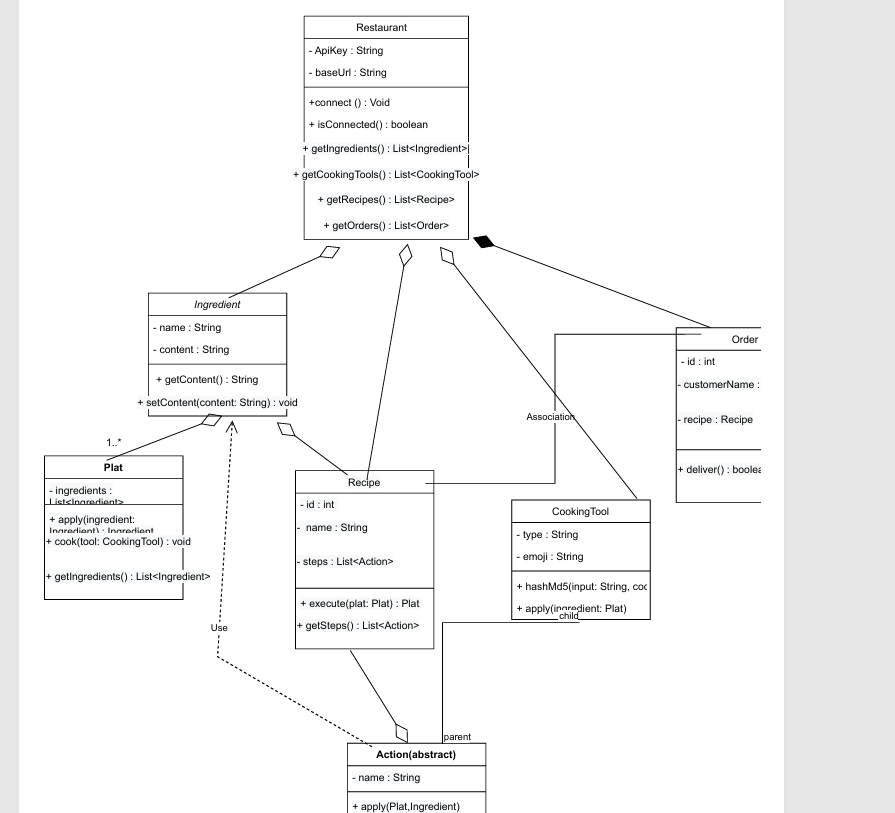 Restaurant
- ApiKey : String
- baseUrl : String
+connect () : Void
+ isConnected() : boolean
+ getIngredients() : List<Ingredient>
+ getCookingTools() : List<CookingTool>
+ getRecipes() : List<Recipe>
+ getOrders() : List<Order>
Ingredient
- name : String
- content : String
+ getContent() : String
+ setContent(content: String) : void
Order
- id : int
- customerName :
- recipe : Recipe
+ deliver() : boolea
Association
1..*
Plat
- ingredients :
List<Ingredient>
+ apply(ingredient:
Ingredient) : Ingredient
+ cook(tool: CookingTool) : void
+ getIngredients() : List<Ingredient>
Recipe
- id : int
- name : String
- steps : List<Action>
+ execute(plat: Plat) : Plat
+ getSteps() : List<Action>
CookingTool
- type : String
- emoji : String
+ hashMd5(input: String, coo
+ apply(ingredient: Plat)
child
Use
parent
Action(abstract)
- name : String
+ apply(Plat,Ingredient)